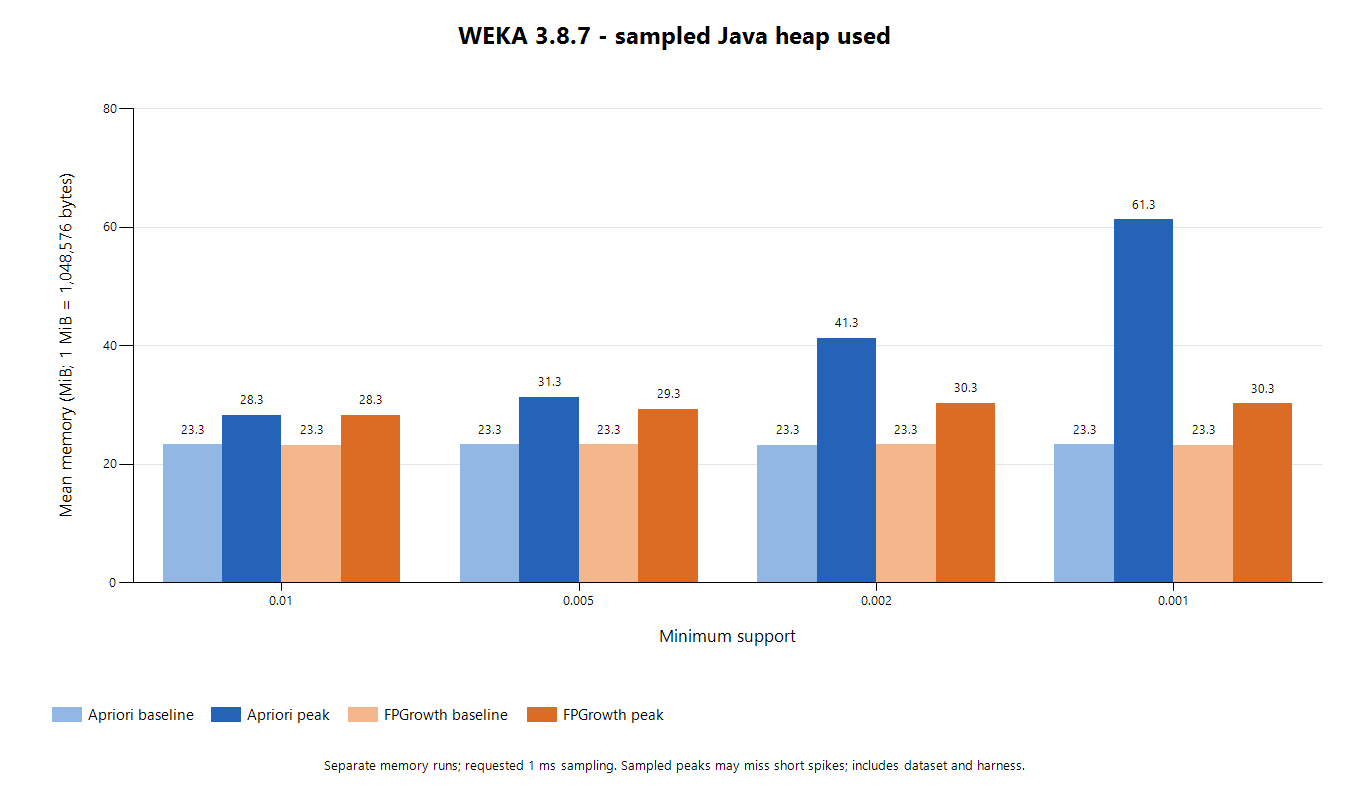 WEKA 3.8.7 - sampled Java heap used
Mean memory (MiB; 1 MiB = 1,048,576 bytes)
80
60
40
20
0
23.3 28.3 23.3 28.3
23.3 31.3 23.3 29.3
23.3 41.3 23.3 30.3
23.3 61.3 23.3 30.3
0.01 0.005 0.002 0.001
Minimum support
Apriori baseline Apriori peak FPGrowth baseline FPGrowth peak
Separate memory runs; requested 1 ms sampling. Sampled peaks may miss short spikes; includes dataset and harness.